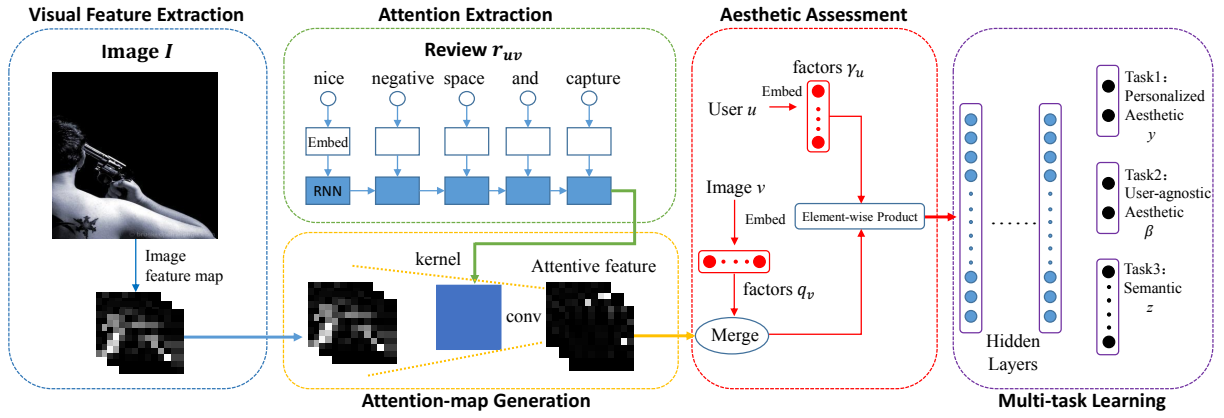 Visual Feature Extraction
Image I
Image
feature map
Attention Extraction
Review r_uv
nice negative space and capture
Embed
RNN
kernel
Attentive feature
conv
Attention-map Generation
Aesthetic Assessment
factors γ_u
Embed
User u
Image v
Embed
Element-wise Product
factors q_v
Merge
Hidden
Layers
Task1:
Personalized
Aesthetic
y
Task2:
User-agnostic
Aesthetic
β
Task3:
Semantic
z
Multi-task Learning